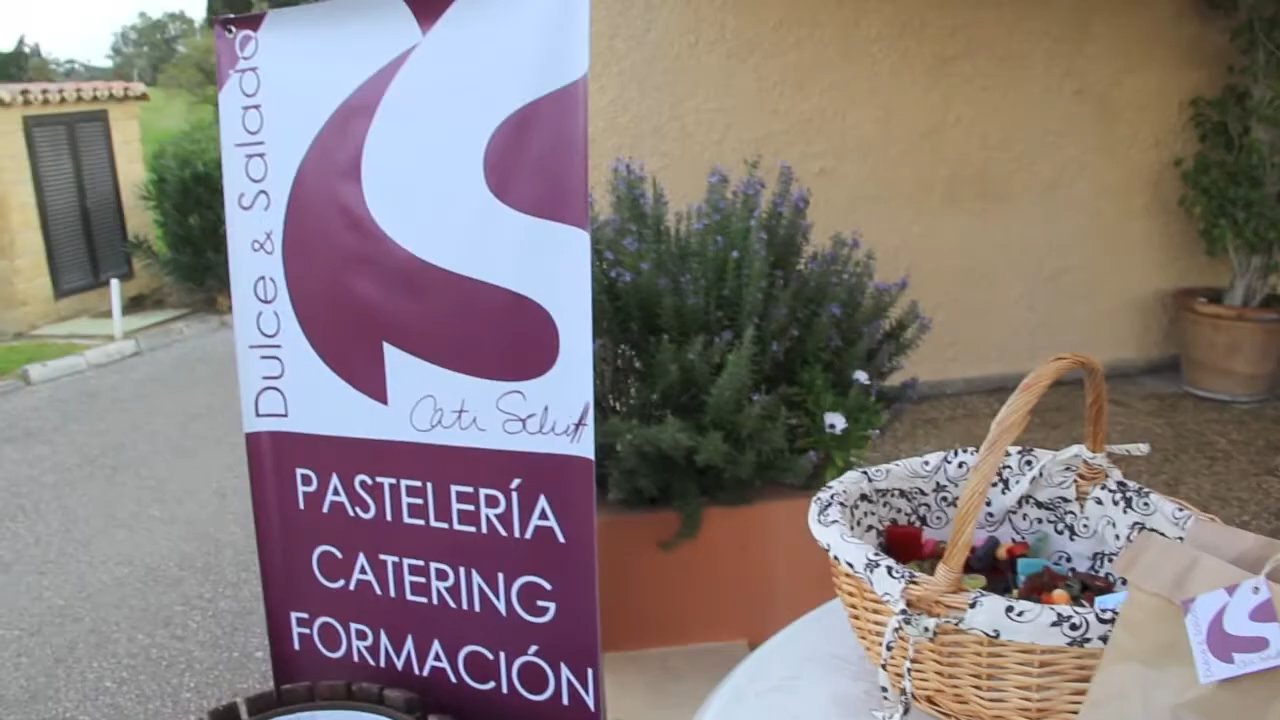 Dulce & Salado
Cati Schiff
PASTELERÍA
CATERING
FORMACIÓN